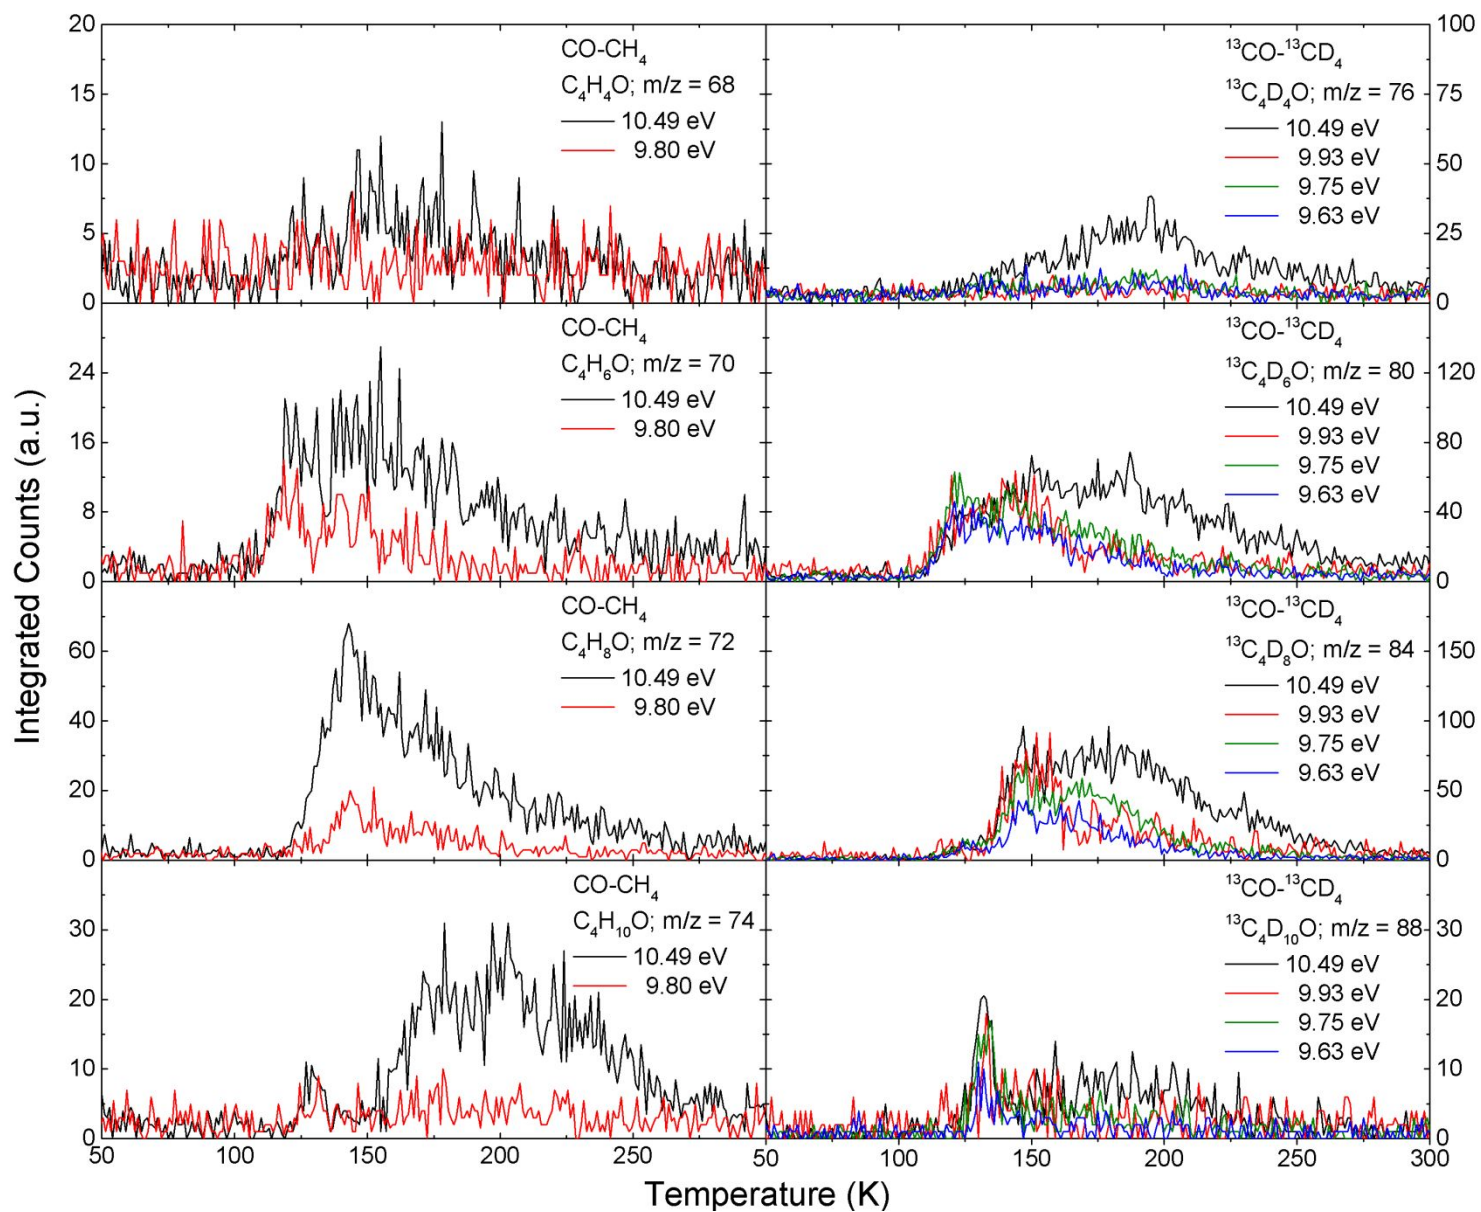 Integrated Counts (a.u.)
20
15
10
5
0
CO-CH₄
C₄H₄O; m/z = 68
10.49 eV
9.80 eV
¹³CO-¹³CD₄
¹³C₄D₄O; m/z = 76
10.49 eV
9.93 eV
9.75 eV
9.63 eV
100
75
50
25
0
24
16
8
0
CO-CH₄
C₄H₆O; m/z = 70
10.49 eV
9.80 eV
¹³CO-¹³CD₄
¹³C₄D₆O; m/z = 80
10.49 eV
9.93 eV
9.75 eV
9.63 eV
120
80
40
0
60
40
20
0
CO-CH₄
C₄H₈O; m/z = 72
10.49 eV
9.80 eV
¹³CO-¹³CD₄
¹³C₄D₈O; m/z = 84
10.49 eV
9.93 eV
9.75 eV
9.63 eV
150
100
50
0
30
20
10
0
CO-CH₄
C₄H₁₀O; m/z = 74
10.49 eV
9.80 eV
¹³CO-¹³CD₄
¹³C₄D₁₀O; m/z = 88
10.49 eV
9.93 eV
9.75 eV
9.63 eV
30
20
10
0
50 100 150 200 250 50 100 150 200 250 300
Temperature (K)